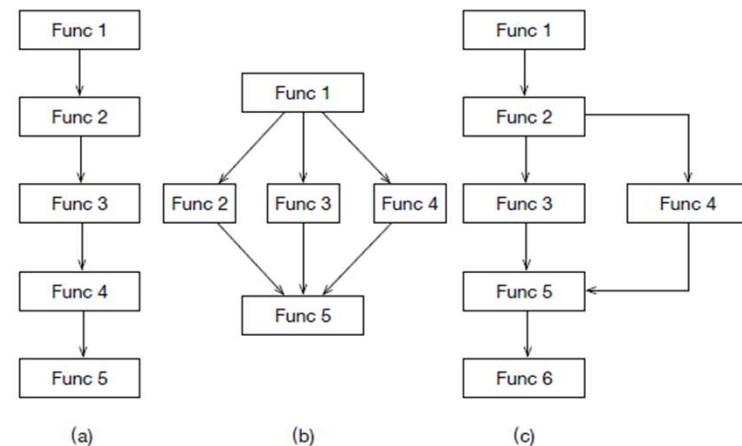 Func 1
Func 2
Func 3
Func 4
Func 5
(a)
Func 1
Func 2 Func 3 Func 4
Func 5
(b)
Func 1
Func 2
Func 3 Func 4
Func 5
Func 6
(c)